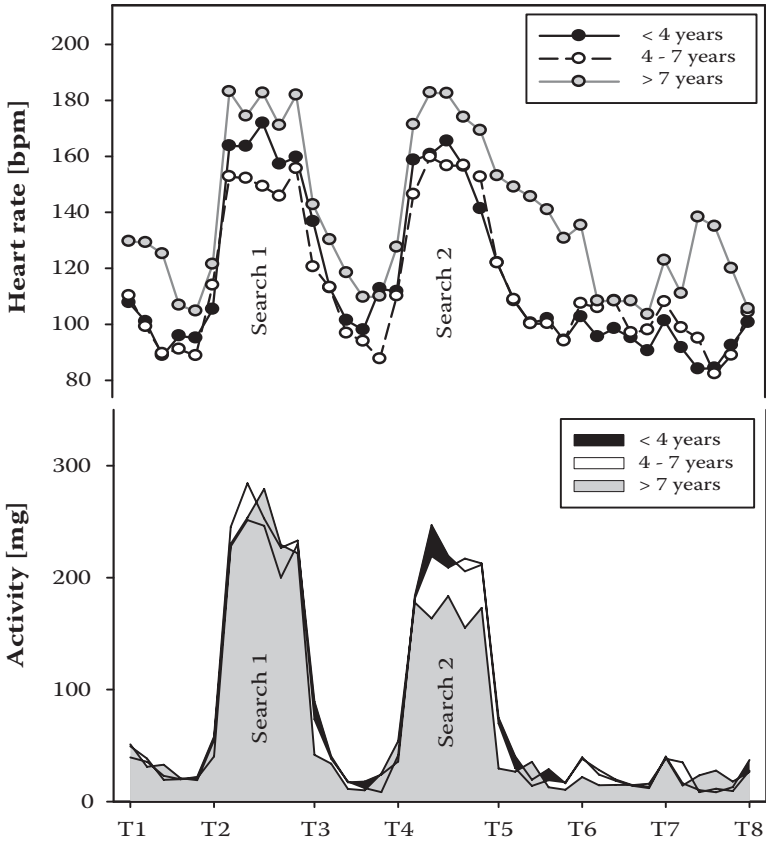 Heart rate [bpm]
200
180
160
140
120
100
80
< 4 years
4 - 7 years
> 7 years
Search 1
Search 2
Activity [mg]
300
200
100
0
< 4 years
4 - 7 years
> 7 years
Search 1
Search 2
T1 T2 T3 T4 T5 T6 T7 T8